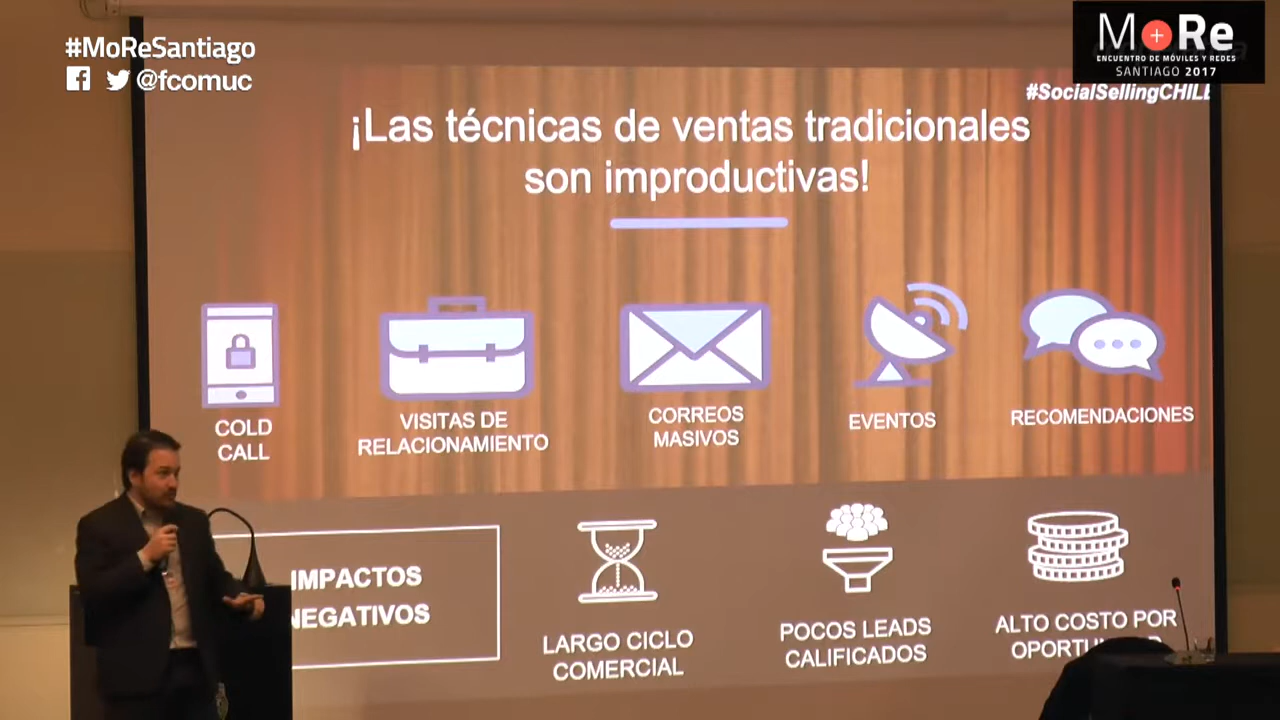 #MoReSantiago
@fcomuc
MoRe
ENCUENTRO DE MÓVILES Y REDES
SANTIAGO 2017
#SocialSellingCHILE
¡Las técnicas de ventas tradicionales
son improductivas!
COLD
CALL
VISITAS DE
RELACIONAMIENTO
CORREOS
MASIVOS
EVENTOS
RECOMENDACIONES
IMPACTOS
NEGATIVOS
LARGO CICLO
COMERCIAL
POCOS LEADS
CALIFICADOS
ALTO COSTO POR